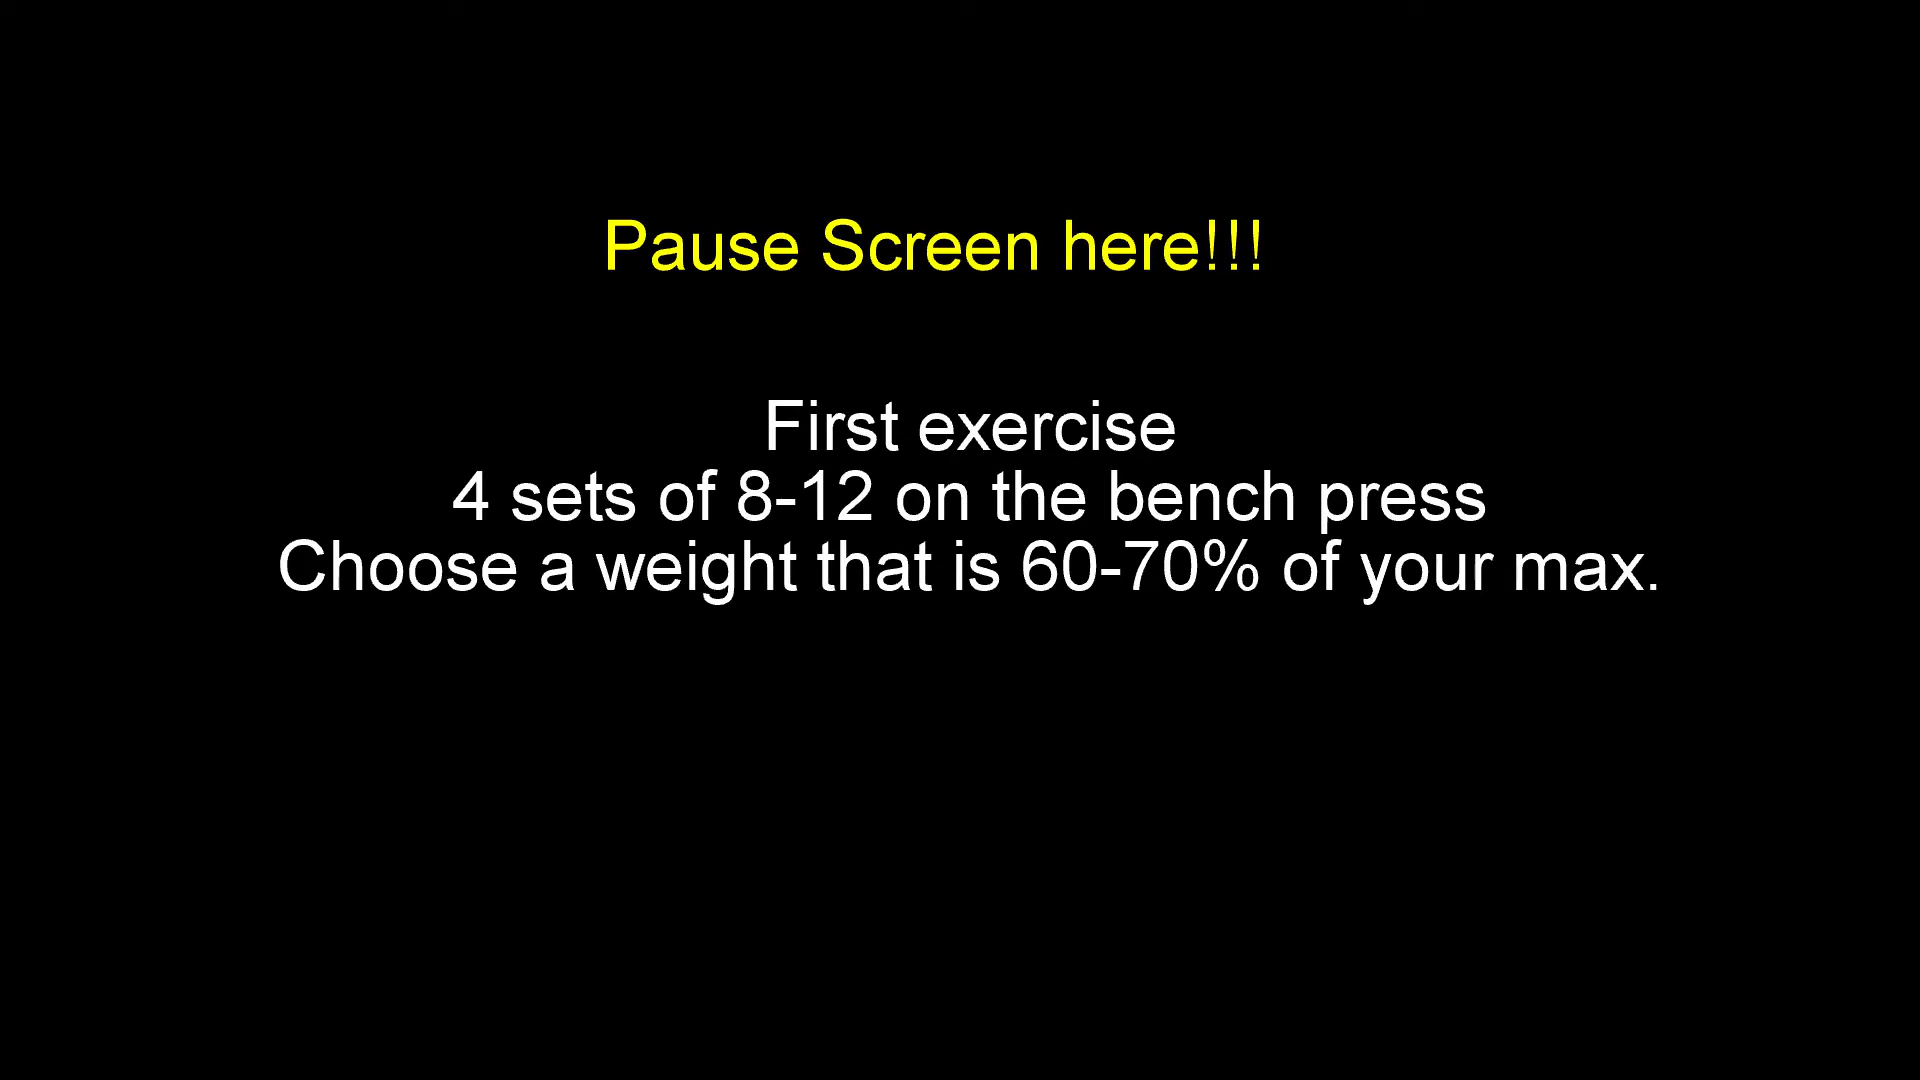 Pause Screen here!!!
First exercise
4 sets of 8-12 on the bench press
Choose a weight that is 60-70% of your max.